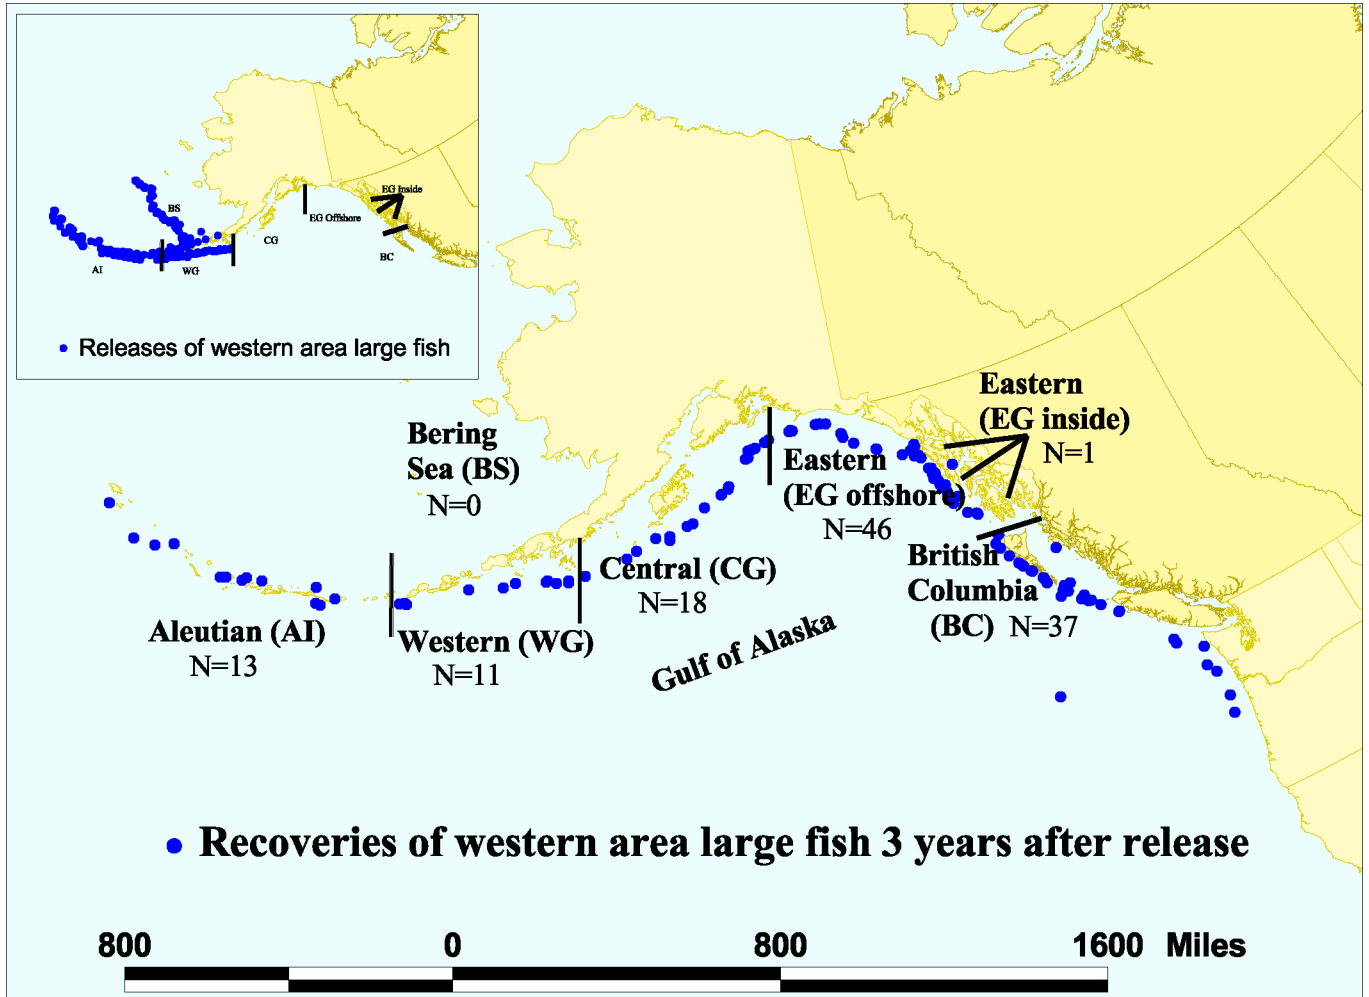 BS
EG Inside
EG Offshore
CG
AI
WG
BC
Releases of western area large fish
Bering
Sea (BS)
N=0
Eastern
(EG inside)
N=1
Eastern
(EG offshore)
N=46
British
Columbia
(BC) N=37
Central (CG)
N=18
Aleutian (AI)
N=13
Western (WG)
N=11
Gulf of Alaska
Recoveries of western area large fish 3 years after release
800 0 800 1600 Miles